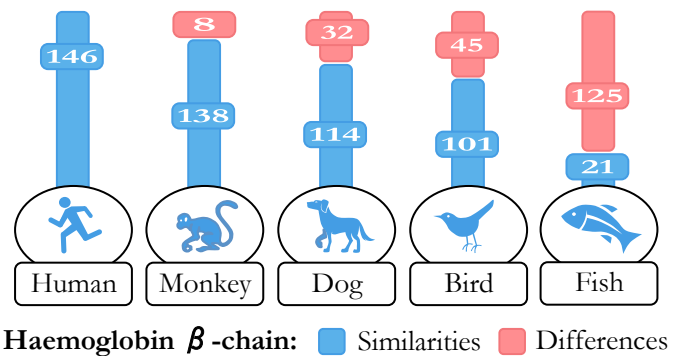 146
8
138
32
114
45
101
125
21
Human
Monkey
Dog
Bird
Fish
Haemoglobin β -chain: Similarities Differences